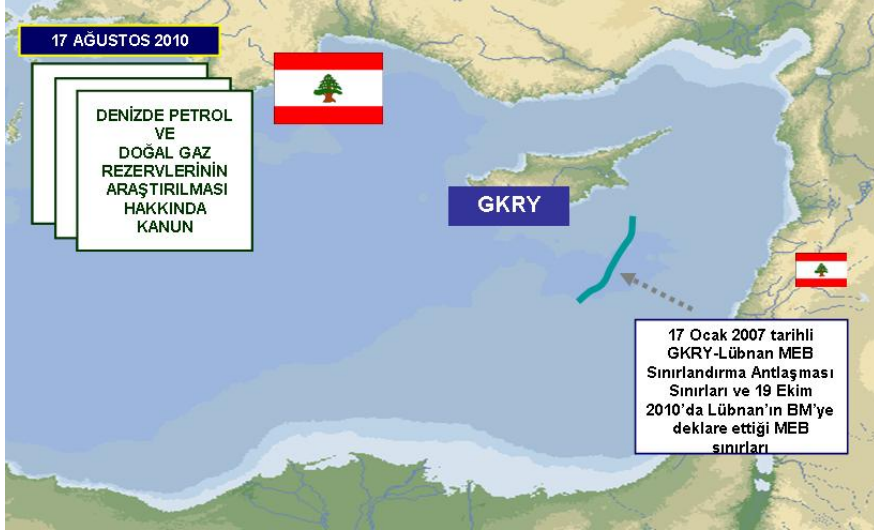 17 AĞUSTOS 2010
DENİZDE PETROL
VE
DOĞAL GAZ
REZERVLERİNİN
ARAŞTIRILMASI
HAKKINDA
KANUN
GKRY
17 Ocak 2007 tarihli
GKRY-Lübnan MEB
Sınırlandırma Antlaşması
Sınırları ve 19 Ekim
2010’da Lübnan’ın BM’ye
deklare ettiği MEB
sınırları